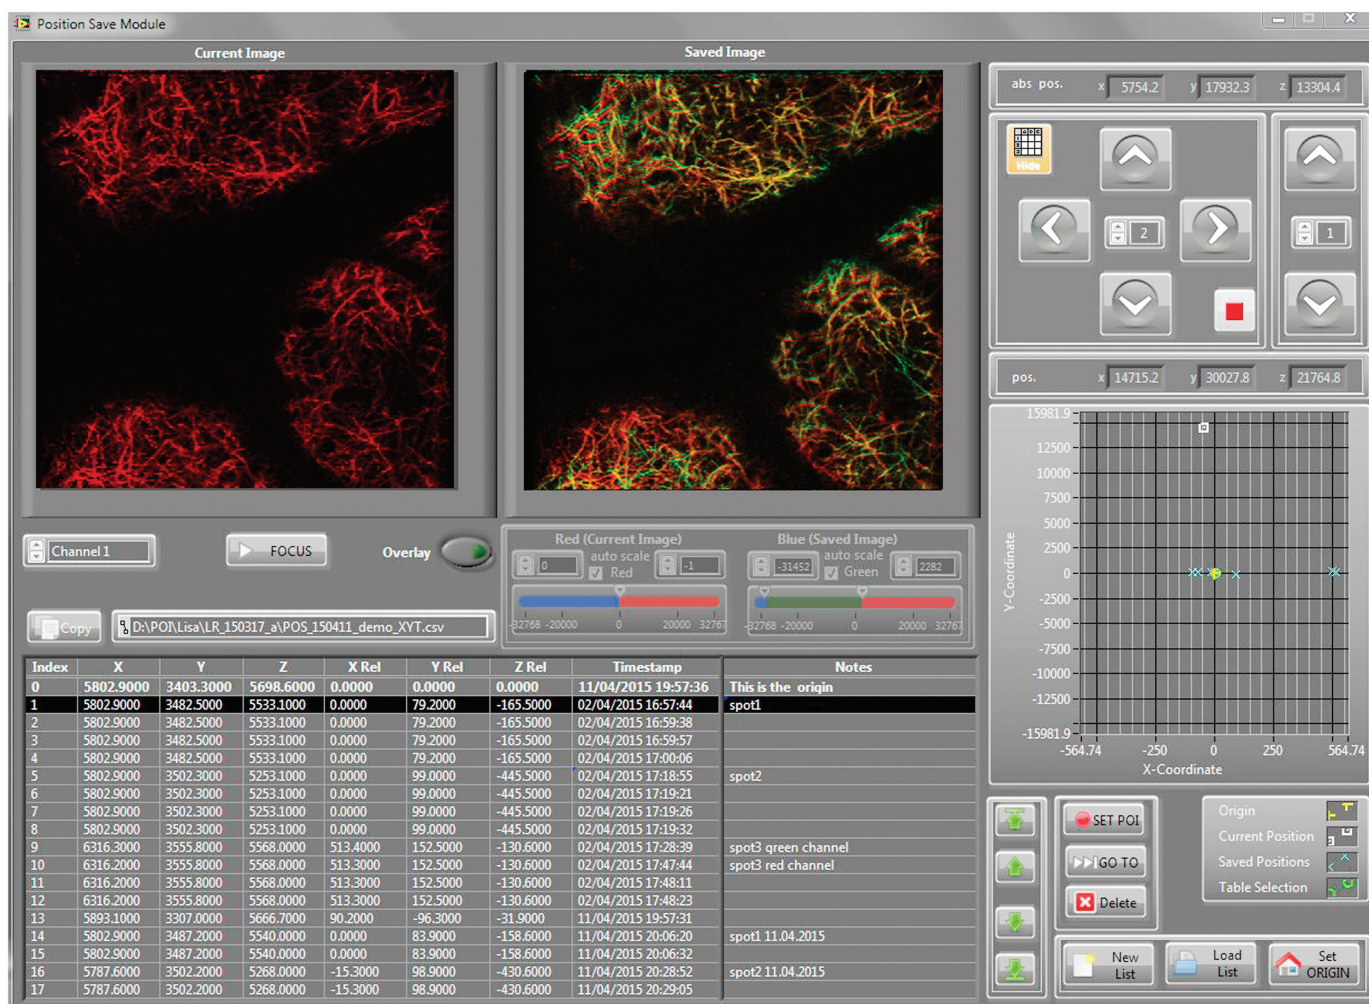 Position Save Module
Current Image
Saved Image
abs pos. x 5754.2 y 17932.3 z 13304.4
Hide
2
1
pos. x 14715.2 y 30027.8 z 21764.8
Channel 1
FOCUS
Overlay
Red (Current Image)
auto scale
0 Red -1
-32768 -20000 0 20000 32767
Blue (Saved Image)
auto scale
-31452 Green 2282
-32768 -20000 0 20000 32767
Copy
D:\POI\Lisa\LR_150317_a\POS_150411_demo_XYT.csv
Index X Y Z X Rel Y Rel Z Rel Timestamp Notes
0 5802.9000 3403.3000 5698.6000 0.0000 0.0000 0.0000 11/04/2015 19:57:36 This is the origin
1 5802.9000 3482.5000 5533.1000 0.0000 79.2000 -165.5000 02/04/2015 16:57:44 spot1
2 5802.9000 3482.5000 5533.1000 0.0000 79.2000 -165.5000 02/04/2015 16:59:38
3 5802.9000 3482.5000 5533.1000 0.0000 79.2000 -165.5000 02/04/2015 16:59:57
4 5802.9000 3482.5000 5533.1000 0.0000 79.2000 -165.5000 02/04/2015 17:00:06
5 5802.9000 3502.3000 5253.1000 0.0000 99.0000 -445.5000 02/04/2015 17:18:55 spot2
6 5802.9000 3502.3000 5253.1000 0.0000 99.0000 -445.5000 02/04/2015 17:19:21
7 5802.9000 3502.3000 5253.1000 0.0000 99.0000 -445.5000 02/04/2015 17:19:26
8 5802.9000 3502.3000 5253.1000 0.0000 99.0000 -445.5000 02/04/2015 17:19:32
9 6316.3000 3555.8000 5568.0000 513.4000 152.5000 -130.6000 02/04/2015 17:28:39 spot3 green channel
10 6316.2000 3555.8000 5568.0000 513.3000 152.5000 -130.6000 02/04/2015 17:47:44 spot3 red channel
11 6316.2000 3555.8000 5568.0000 513.3000 152.5000 -130.6000 02/04/2015 17:48:11
12 6316.2000 3555.8000 5568.0000 513.3000 152.5000 -130.6000 02/04/2015 17:48:23
13 5893.1000 3307.0000 5666.7000 90.2000 -96.3000 -31.9000 11/04/2015 19:57:31
14 5802.9000 3487.2000 5540.0000 0.0000 83.9000 -158.6000 11/04/2015 20:06:20 spot1 11.04.2015
15 5802.9000 3487.2000 5540.0000 0.0000 83.9000 -158.6000 11/04/2015 20:06:32
16 5787.6000 3502.2000 5268.0000 -15.3000 98.9000 -430.6000 11/04/2015 20:28:52 spot2 11.04.2015
17 5787.6000 3502.2000 5268.0000 -15.3000 98.9000 -430.6000 11/04/2015 20:29:05
Y-Coordinate
15981.9
12500
10000
7500
5000
2500
0
-2500
-5000
-7500
-10000
-12500
-15981.9
-564.74 -250 0 250 564.74
X-Coordinate
SET POI
GO TO
Delete
Origin
Current Position
Saved Positions
Table Selection
New List
Load List
Set ORIGIN